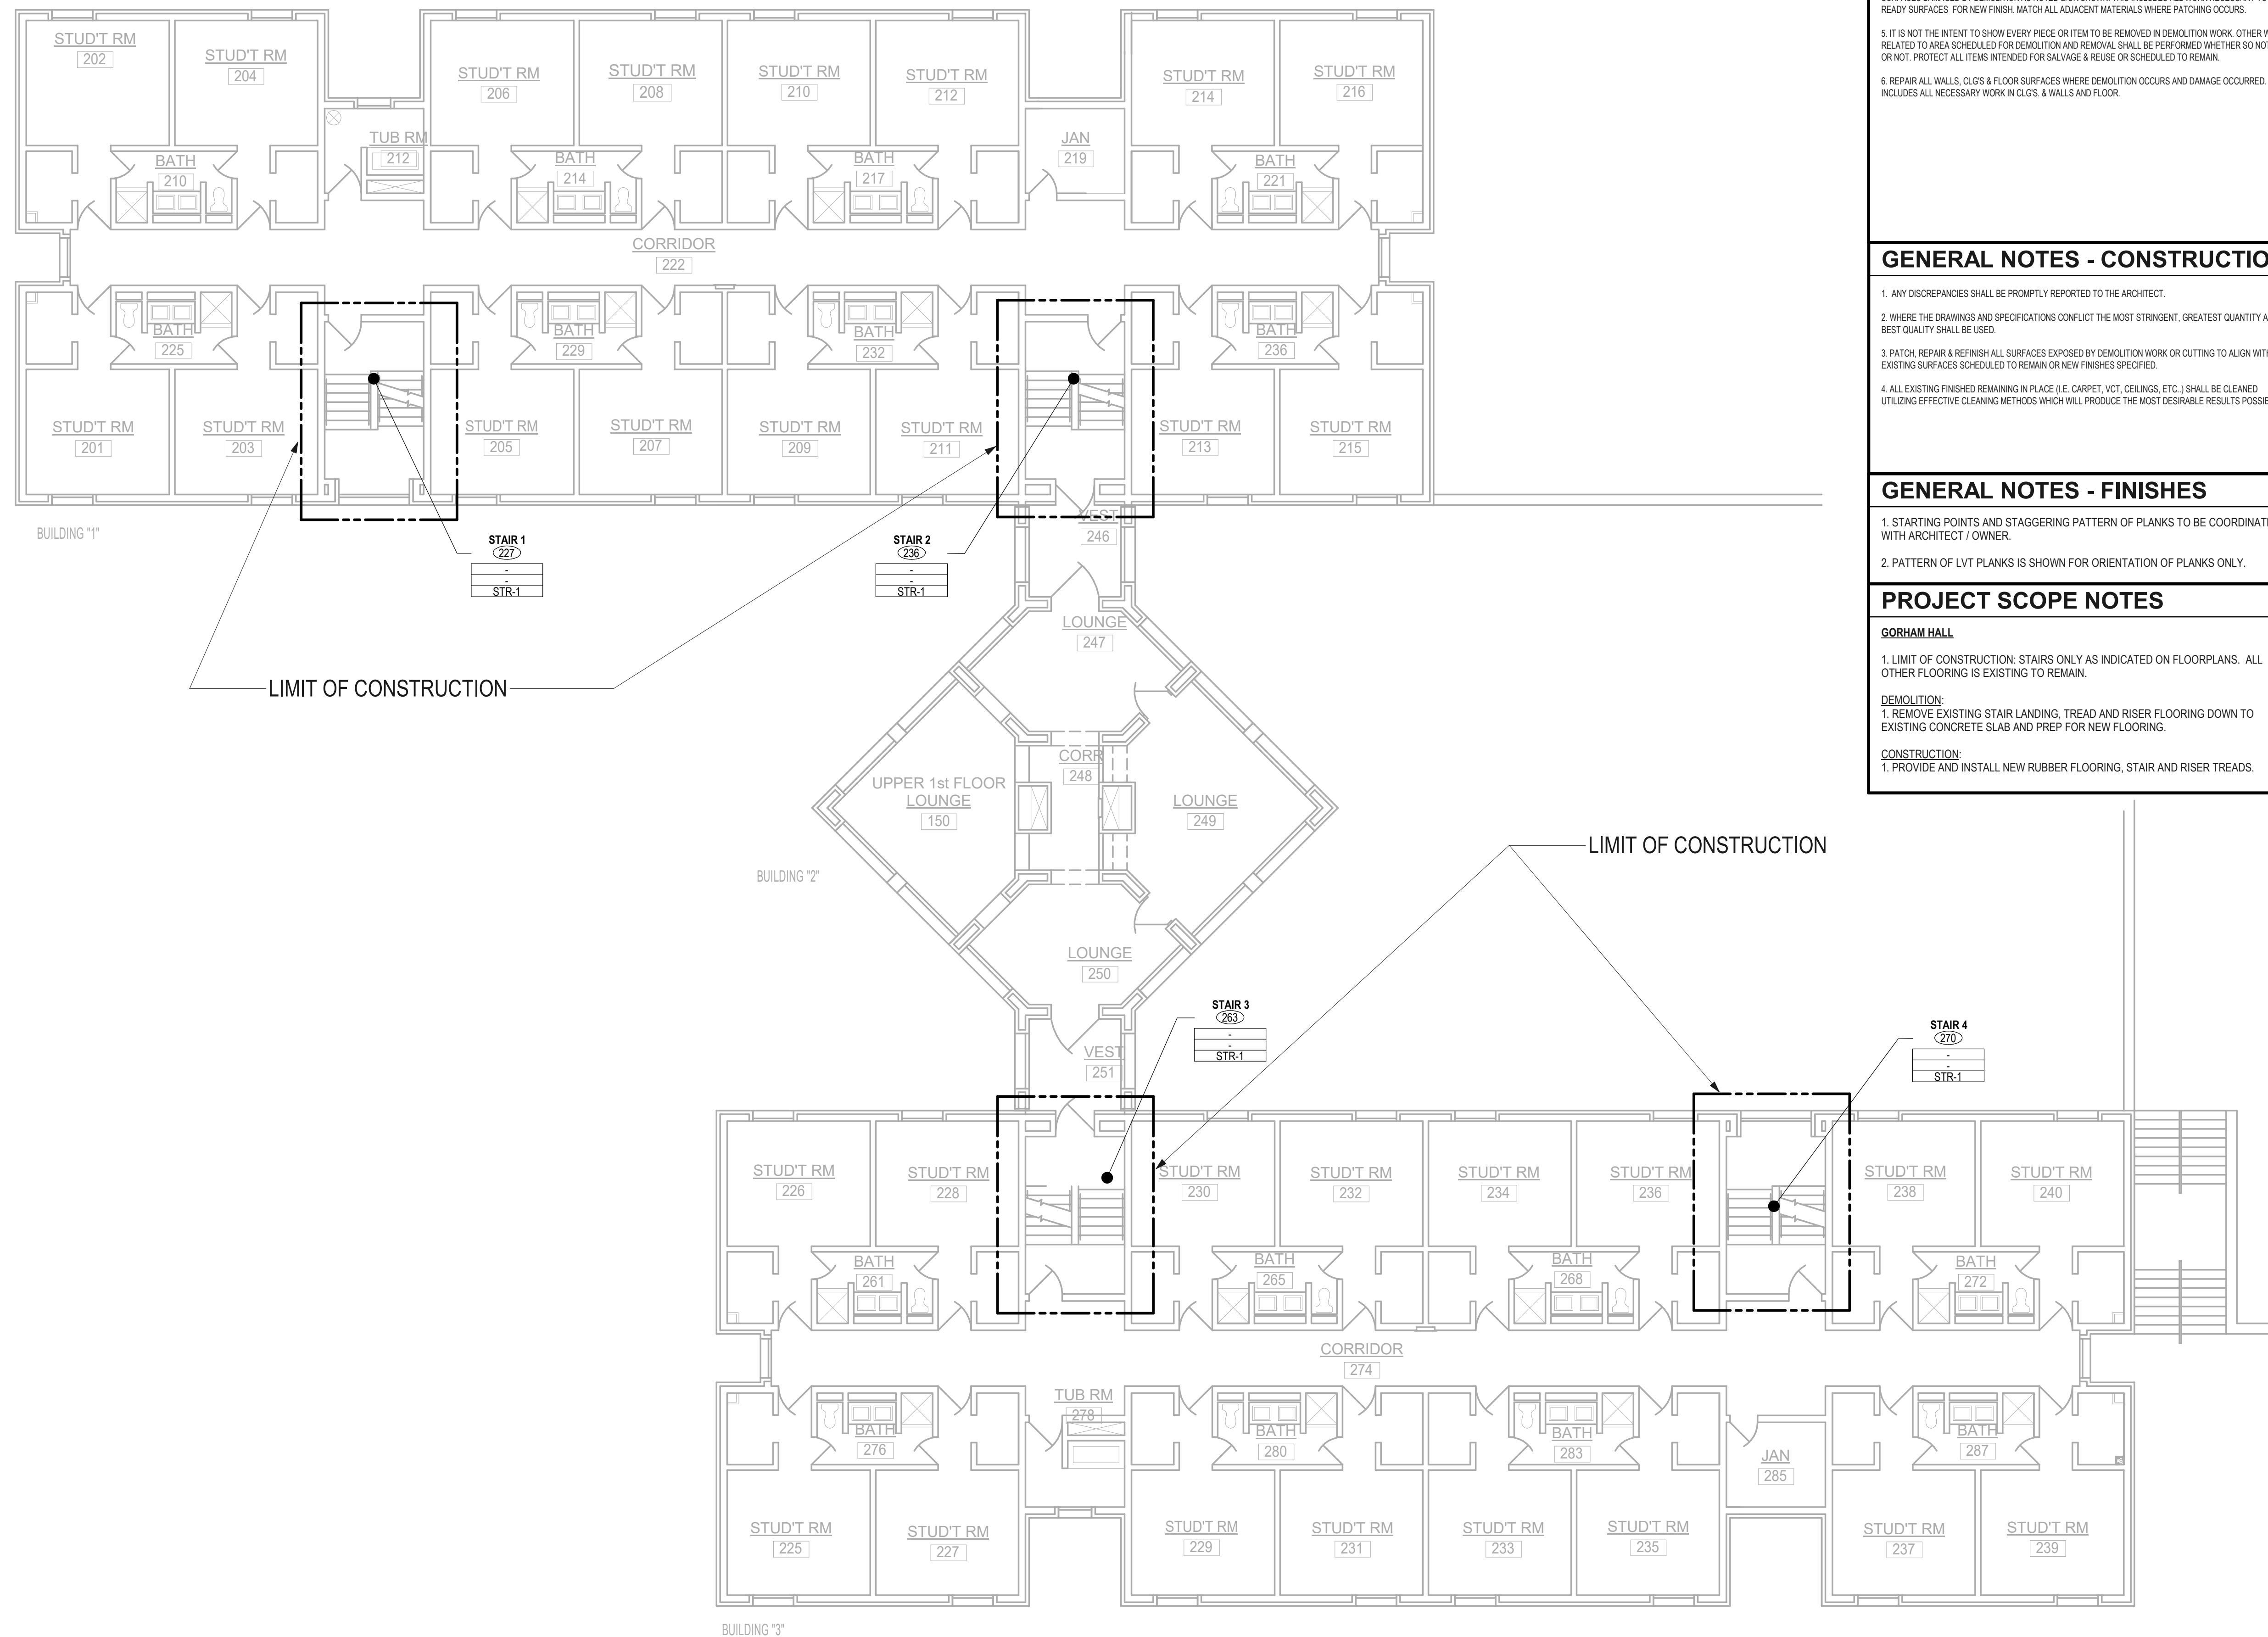 STUD'T RM
202
STUD'T RM
204
STUD'T RM
206
STUD'T RM
208
STUD'T RM
210
STUD'T RM
212
STUD'T RM
214
STUD'T RM
216
TUB RM
212
JAN
219
BATH
210
BATH
214
BATH
217
BATH
221
CORRIDOR
222
BATH
225
BATH
229
BATH
232
BATH
236
STUD'T RM
201
STUD'T RM
203
STUD'T RM
205
STUD'T RM
207
STUD'T RM
209
STUD'T RM
211
STUD'T RM
213
STUD'T RM
215
BUILDING "1"
STAIR 1
227
-
-
STR-1
STAIR 2
236
-
-
STR-1
VEST
246
LOUNGE
247
LIMIT OF CONSTRUCTION
CORR
248
UPPER 1st FLOOR
LOUNGE
150
LOUNGE
249
BUILDING "2"
LIMIT OF CONSTRUCTION
LOUNGE
250
STAIR 3
263
-
-
STR-1
STAIR 4
270
-
-
STR-1
VEST
251
STUD'T RM
226
STUD'T RM
228
STUD'T RM
230
STUD'T RM
232
STUD'T RM
234
STUD'T RM
236
STUD'T RM
238
STUD'T RM
240
BATH
261
BATH
265
BATH
268
BATH
272
CORRIDOR
274
TUB RM
278
BATH
276
BATH
280
BATH
283
JAN
285
BATH
287
STUD'T RM
225
STUD'T RM
227
STUD'T RM
229
STUD'T RM
231
STUD'T RM
233
STUD'T RM
235
STUD'T RM
237
STUD'T RM
239
BUILDING "3"
READY SURFACES FOR NEW FINISH. MATCH ALL ADJACENT MATERIALS WHERE PATCHING OCCURS.
5. IT IS NOT THE INTENT TO SHOW EVERY PIECE OR ITEM TO BE REMOVED IN DEMOLITION WORK. OTHER
RELATED TO AREA SCHEDULED FOR DEMOLITION AND REMOVAL SHALL BE PERFORMED WHETHER SO
OR NOT. PROTECT ALL ITEMS INTENDED FOR SALVAGE & REUSE OR SCHEDULED TO REMAIN.
6. REPAIR ALL WALLS, CLG'S & FLOOR SURFACES WHERE DEMOLITION OCCURS AND DAMAGE OCCURRED.
INCLUDES ALL NECESSARY WORK IN CLG'S. & WALLS AND FLOOR.
GENERAL NOTES - CONSTRUCTIO
1. ANY DISCREPANCIES SHALL BE PROMPTLY REPORTED TO THE ARCHITECT.
2. WHERE THE DRAWINGS AND SPECIFICATIONS CONFLICT THE MOST STRINGENT, GREATEST QUANTITY A
BEST QUALITY SHALL BE USED.
3. PATCH, REPAIR & REFINISH ALL SURFACES EXPOSED BY DEMOLITION WORK OR CUTTING TO ALIGN WIT
EXISTING SURFACES SCHEDULED TO REMAIN OR NEW FINISHES SPECIFIED.
4. ALL EXISTING FINISHED REMAINING IN PLACE (I.E. CARPET, VCT, CEILINGS, ETC..) SHALL BE CLEANED
UTILIZING EFFECTIVE CLEANING METHODS WHICH WILL PRODUCE THE MOST DESIRABLE RESULTS
GENERAL NOTES - FINISHES
1. STARTING POINTS AND STAGGERING PATTERN OF PLANKS TO BE COORDINAT
WITH ARCHITECT / OWNER.
2. PATTERN OF LVT PLANKS IS SHOWN FOR ORIENTATION OF PLANKS ONLY.
PROJECT SCOPE NOTES
GORHAM HALL
1. LIMIT OF CONSTRUCTION: STAIRS ONLY AS INDICATED ON FLOORPLANS. ALL
OTHER FLOORING IS EXISTING TO REMAIN.
DEMOLITION:
1. REMOVE EXISTING STAIR LANDING, TREAD AND RISER FLOORING DOWN TO
EXISTING CONCRETE SLAB AND PREP FOR NEW FLOORING.
CONSTRUCTION:
1. PROVIDE AND INSTALL NEW RUBBER FLOORING, STAIR AND RISER TREADS.